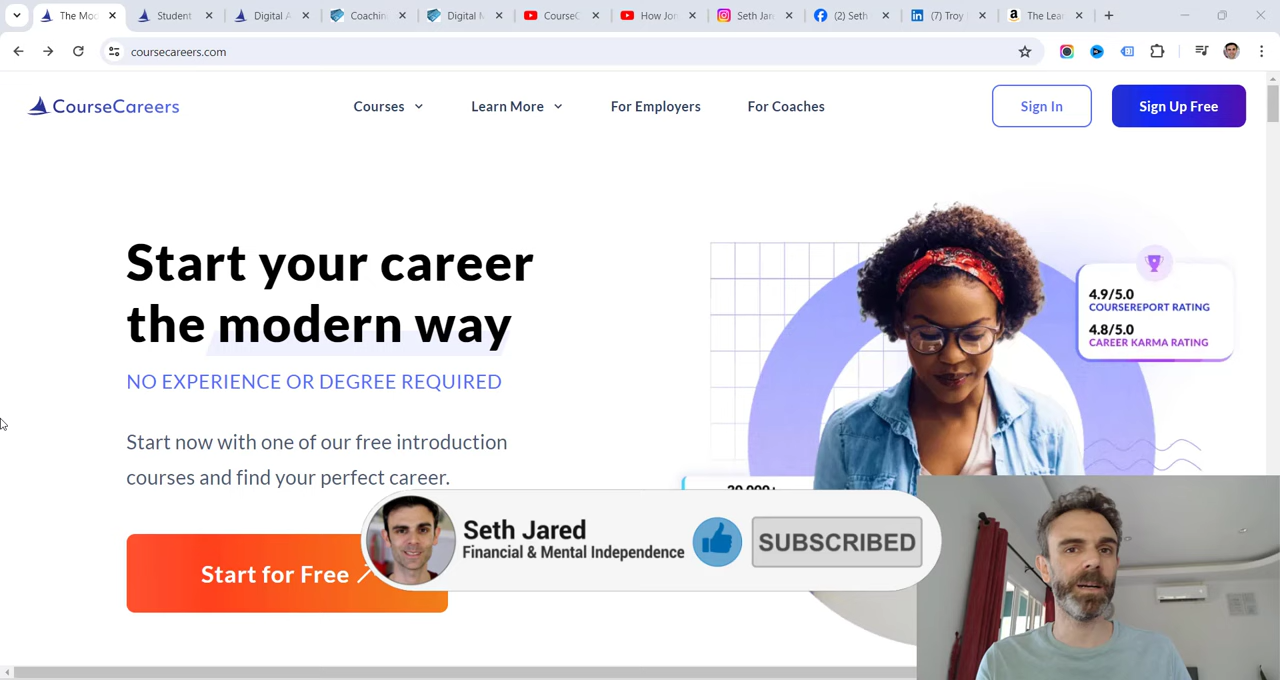 The Moc
Student
Digital A
Coachin
Digital M
CourseC
How Jon
Seth Jar
(2) Seth
(7) Troy
The Lea
coursecareers.com
CourseCareers
Courses
Learn More
For Employers
For Coaches
Sign In
Sign Up Free
Start your career
the modern way
NO EXPERIENCE OR DEGREE REQUIRED
Start now with one of our free introduction
courses and find your perfect career.
Start for Free
4.9/5.0
COURSEREPORT RATING
4.8/5.0
CAREER KARMA RATING
Seth Jared
Financial & Mental Independence
SUBSCRIBED